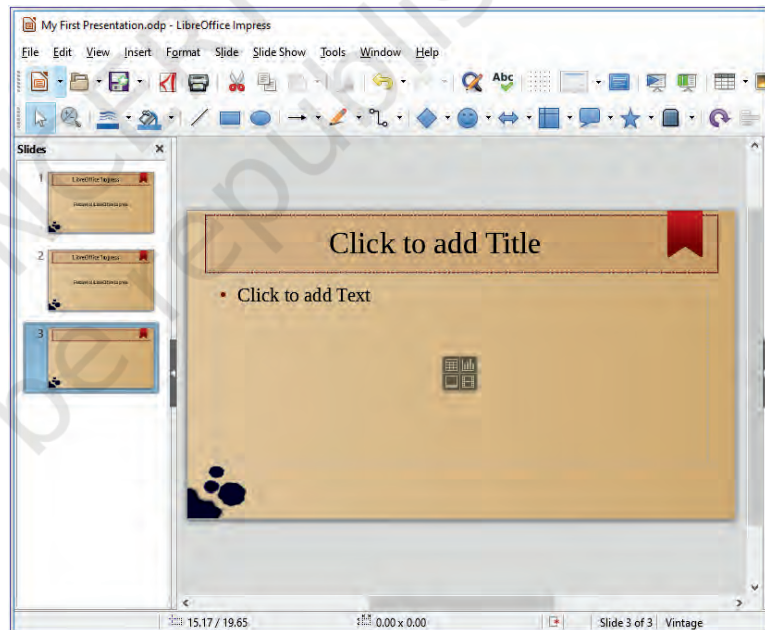 My First Presentation.odp - LibreOffice Impress
File Edit View Insert Format Slide Slide Show Tools Window Help
Abc
Slides ×
1
LibreOffice Impress
2
LibreOffice Impress
3
Click to add Title
• Click to add Text
15.17 / 19.65 0.00 x 0.00 Slide 3 of 3 Vintage